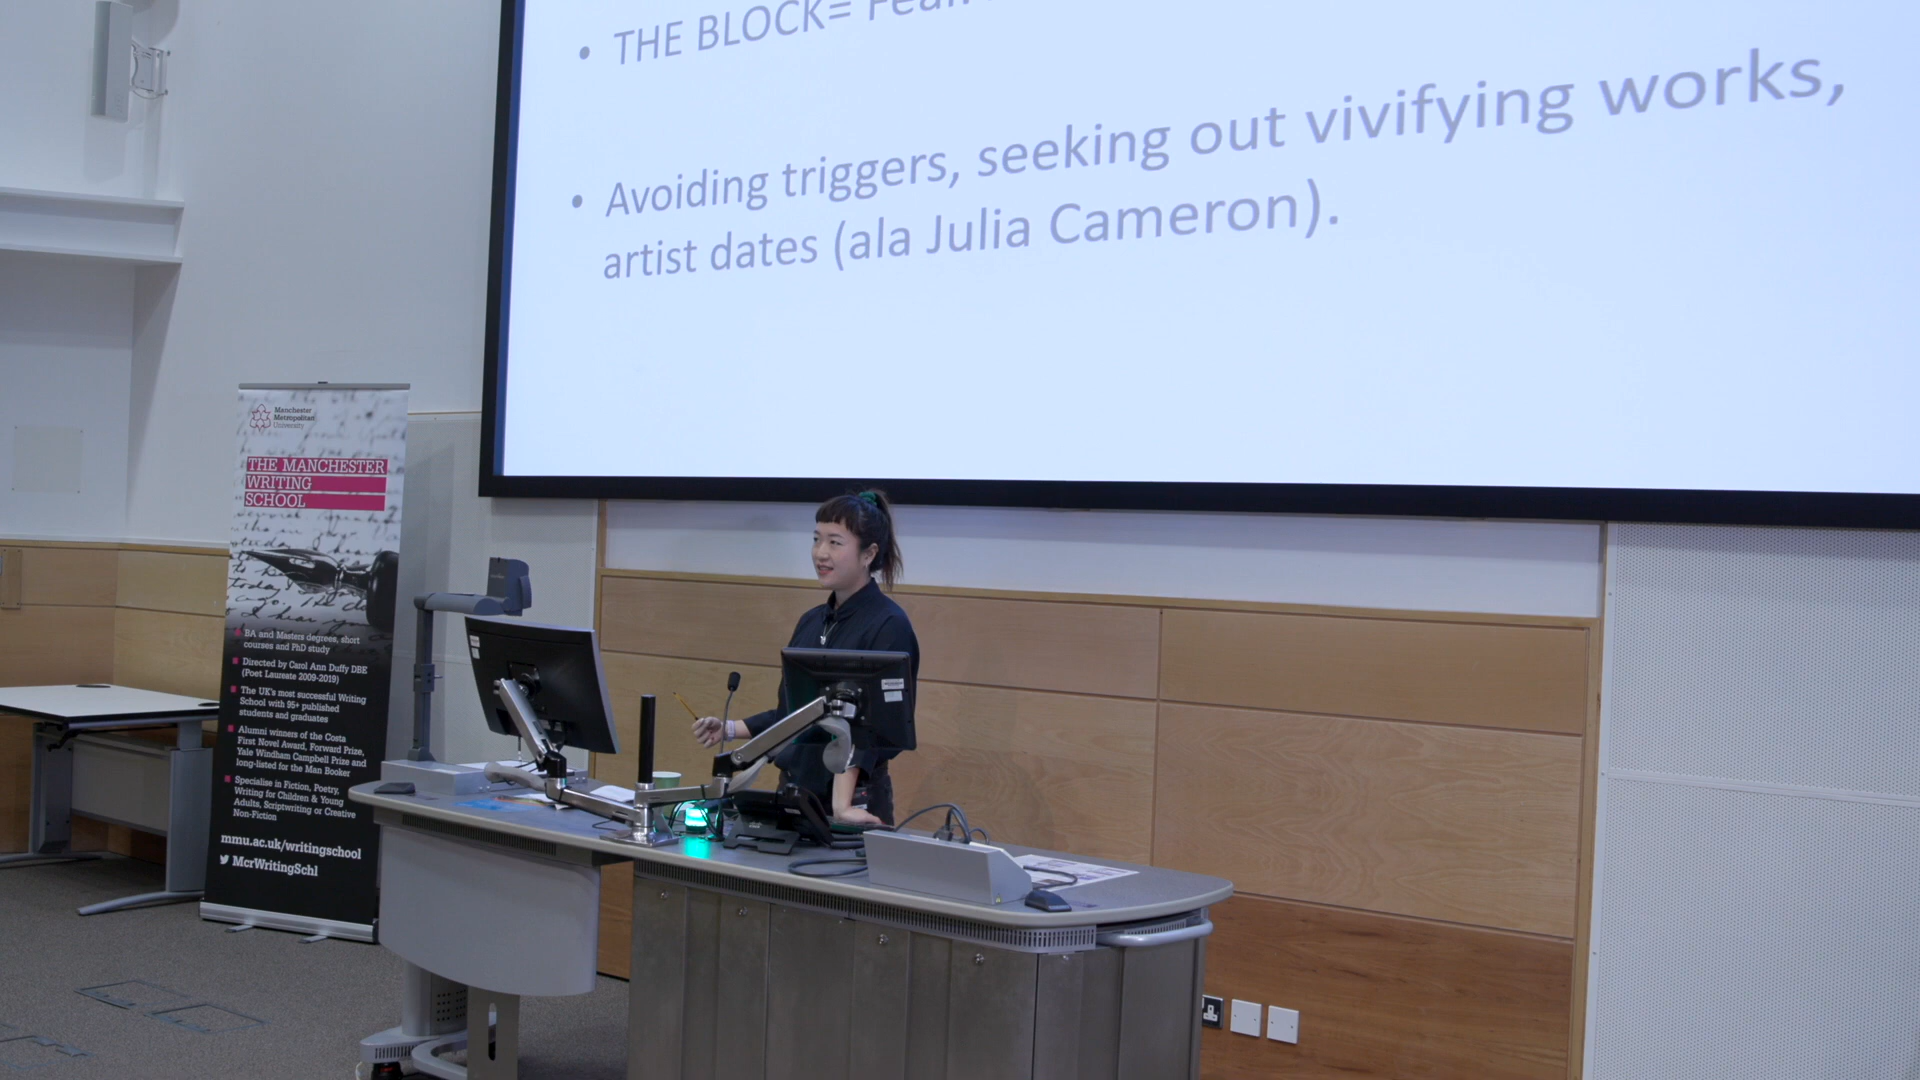 • THE BLOCK=
• Avoiding triggers, seeking out vivifying works,
artist dates (ala Julia Cameron).
Manchester
Metropolitan
University
THE MANCHESTER
WRITING
SCHOOL
BA and Masters degrees, short
courses and PhD study
Directed by Carol Ann Duffy DBE
(Poet Laureate 2009-2019)
The UK's most successful Writing
School with 95+ published
students and graduates
Alumni winners of the Costa
First Novel Award, Forward Prize,
Yale Windham Campbell Prize and
long-listed for the Man Booker
Specialise in Fiction, Poetry,
Writing for Children & Young
Adults, Scriptwriting or Creative
Non-Fiction
mmu.ac.uk/writingschool
McrWritingSchl